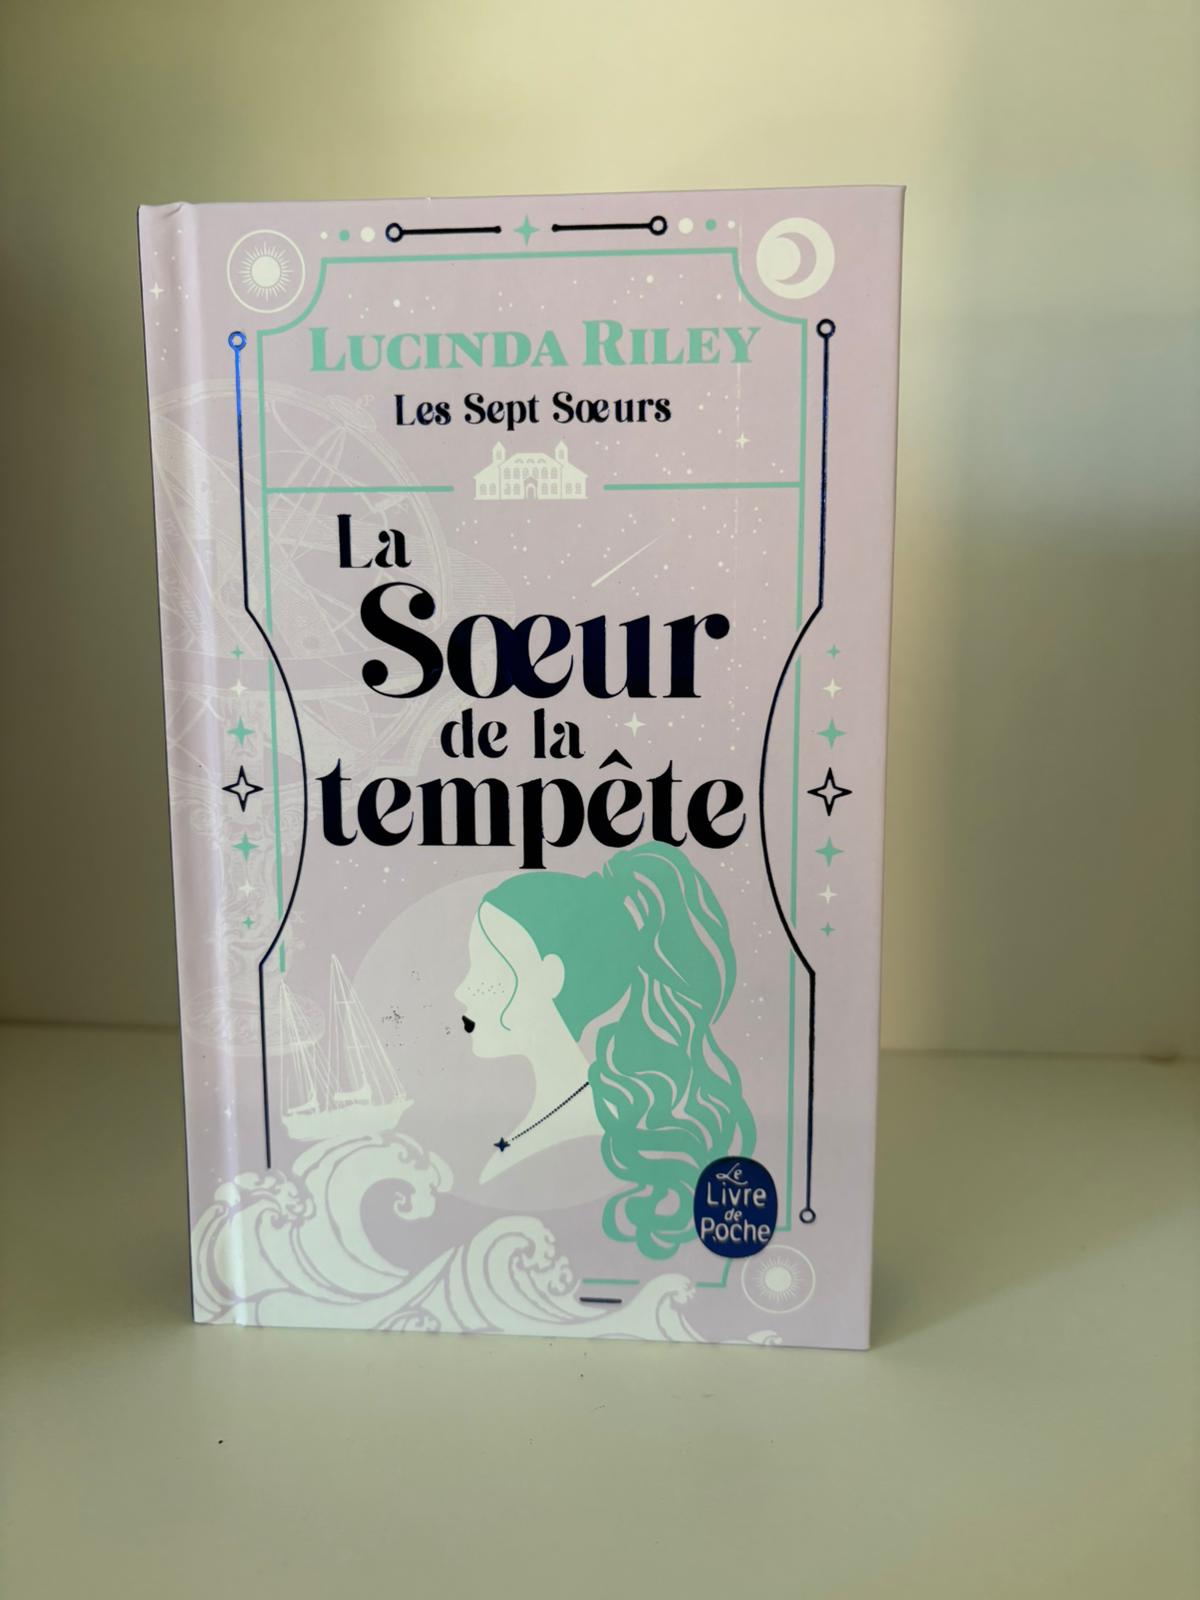 LUCINDA RILEY
Les Sept Sœurs
La
Sœur
de la
tempête
Le
Livre
de
Poche